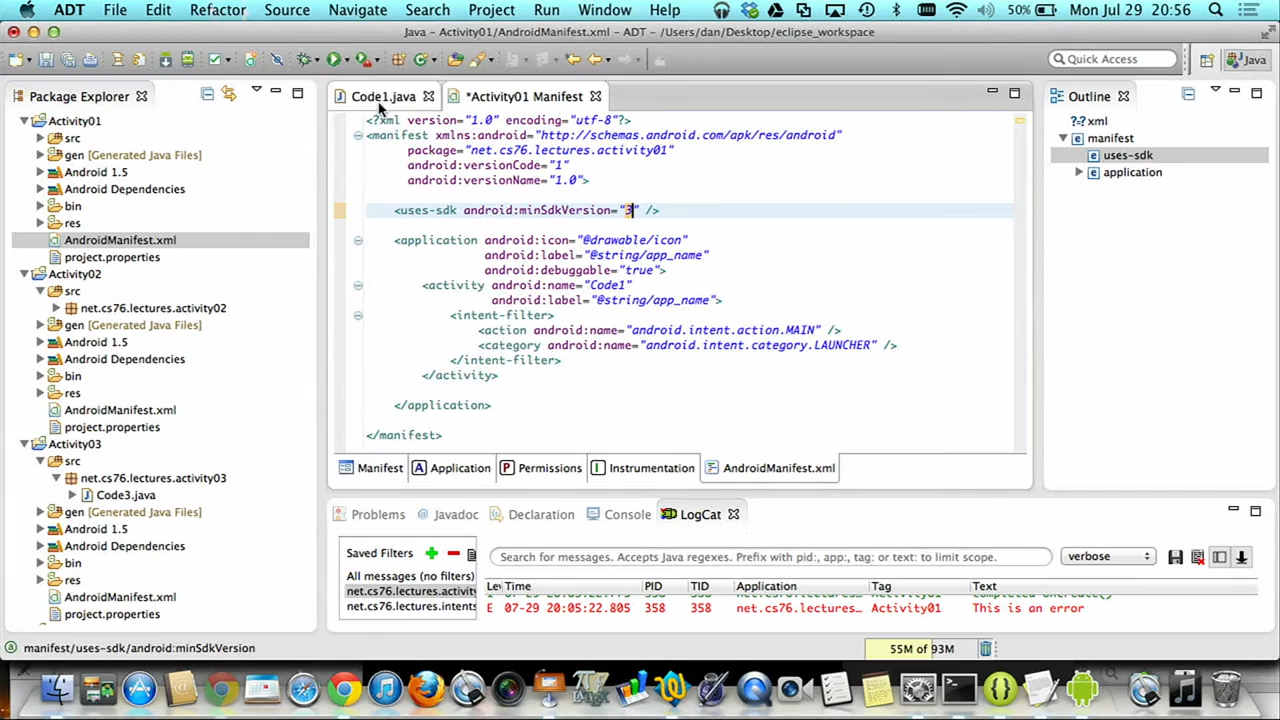 ADT File Edit Refactor Source Navigate Search Project Run Window Help 50% Mon Jul 29 20:56
Java - Activity01/AndroidManifest.xml - ADT - /Users/dan/Desktop/eclipse_workspace
Quick Access Java
Package Explorer
Activity01
src
gen [Generated Java Files]
Android 1.5
Android Dependencies
bin
res
AndroidManifest.xml
project.properties
Activity02
src
net.cs76.lectures.activity02
gen [Generated Java Files]
Android 1.5
Android Dependencies
bin
res
AndroidManifest.xml
project.properties
Activity03
src
net.cs76.lectures.activity03
Code3.java
gen [Generated Java Files]
Android 1.5
Android Dependencies
bin
res
AndroidManifest.xml
project.properties
Code1.java *Activity01 Manifest
<?xml version="1.0" encoding="utf-8"?>
<manifest xmlns:android="http://schemas.android.com/apk/res/android"
package="net.cs76.lectures.activity01"
android:versionCode="1"
android:versionName="1.0">
<uses-sdk android:minSdkVersion="3" />
<application android:icon="@drawable/icon"
android:label="@string/app_name"
android:debuggable="true">
<activity android:name="Code1"
android:label="@string/app_name">
<intent-filter>
<action android:name="android.intent.action.MAIN" />
<category android:name="android.intent.category.LAUNCHER" />
</intent-filter>
</activity>
</application>
</manifest>
Manifest Application Permissions Instrumentation AndroidManifest.xml
Outline
xml
manifest
uses-sdk
application
Problems Javadoc Declaration Console LogCat
Saved Filters
All messages (no filters)
net.cs76.lectures.activity
net.cs76.lectures.intents
Search for messages. Accepts Java regexes. Prefix with pid:, app:, tag: or text: to limit scope. verbose
Le Time PID TID Application Tag Text
E 07-29 20:05:22.805 358 358 net.cs76.lectures... Activity01 This is an error
manifest/uses-sdk/android:minSdkVersion 55M of 93M